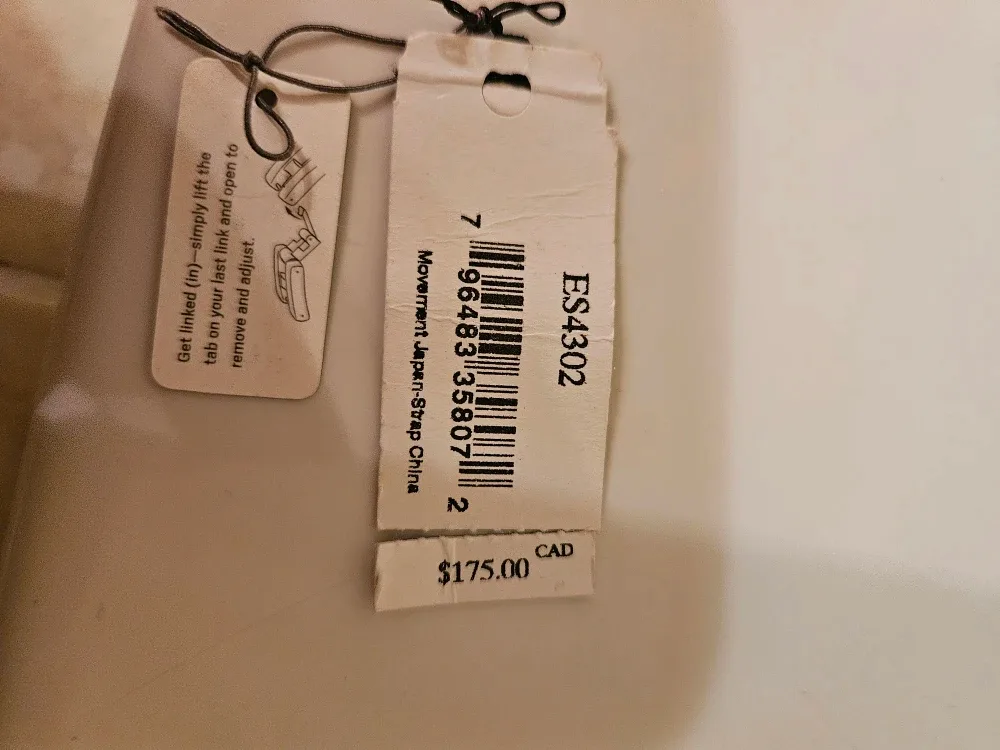 Get linked (in)—simply lift the
tab on your last link and open to
remove and adjust.
ES4302
7 96483 35807 2
Movement Japan-Strap China
$175.00 CAD